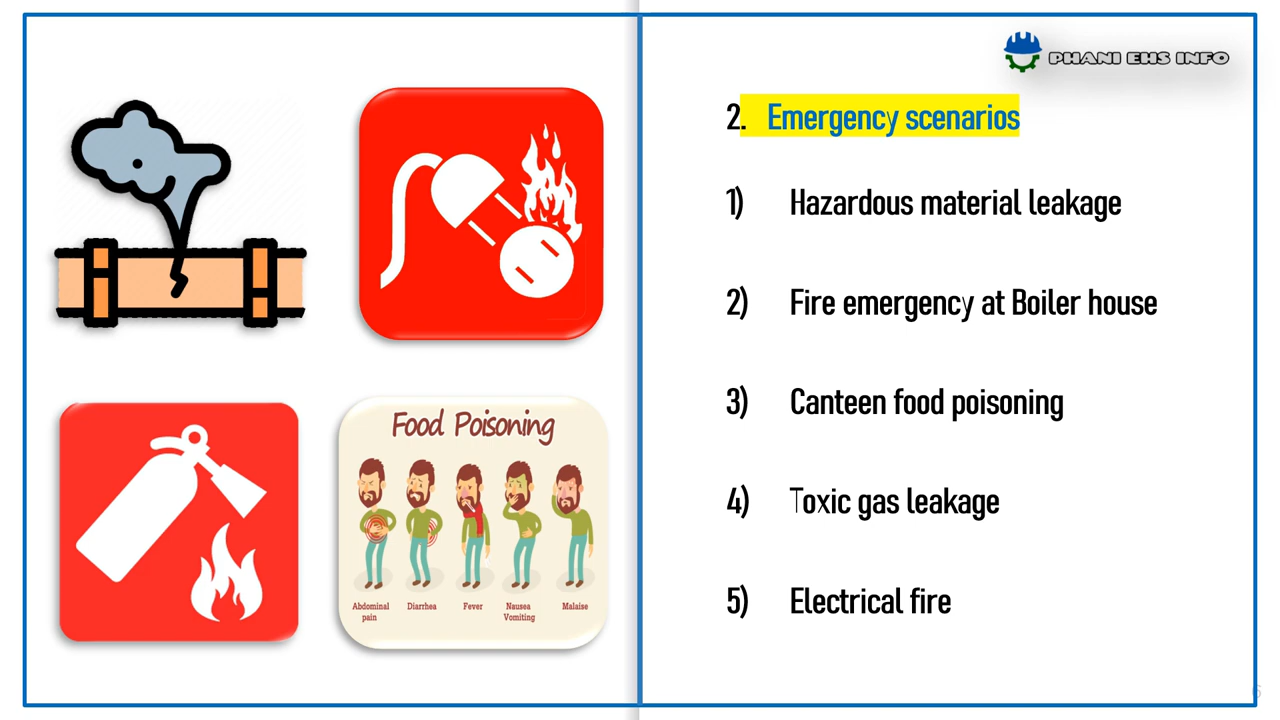 PHANI EHS INFO
2. Emergency scenarios
1) Hazardous material leakage
2) Fire emergency at Boiler house
3) Canteen food poisoning
4) Toxic gas leakage
5) Electrical fire
Food Poisoning
Abdominal pain
Diarrhea
Fever
Nausea Vomiting
Malaise
6